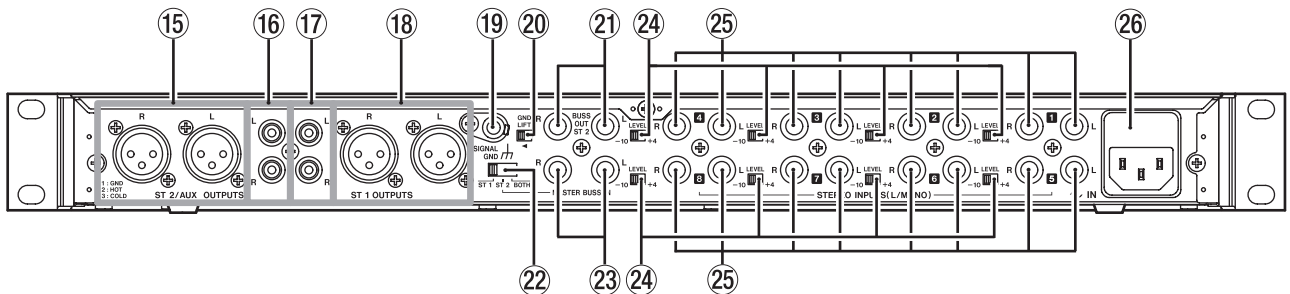 15 16 17 18 19 20 21 24 25 26
R L L R L R R L
ST 2/AUX OUTPUTS
1 : GND
2 : HOT
3 : COLD
ST 1 OUTPUTS
SIGNAL
GND
GND
LIFT
ST 1 ST 2 BOTH
R BUSS OUT ST 2 L LEVEL -10 +4
R 4 L LEVEL -10 +4
R 3 L LEVEL -10 +4
R 2 L LEVEL -10 +4
R 1 L
R L LEVEL -10 +4
R 8 L LEVEL -10 +4
R 7 L LEVEL -10 +4
R 6 L LEVEL -10 +4
R 5 L
BUSS IN
STEREO INPUTS(L/MONO)
~ IN
22 23 24 25